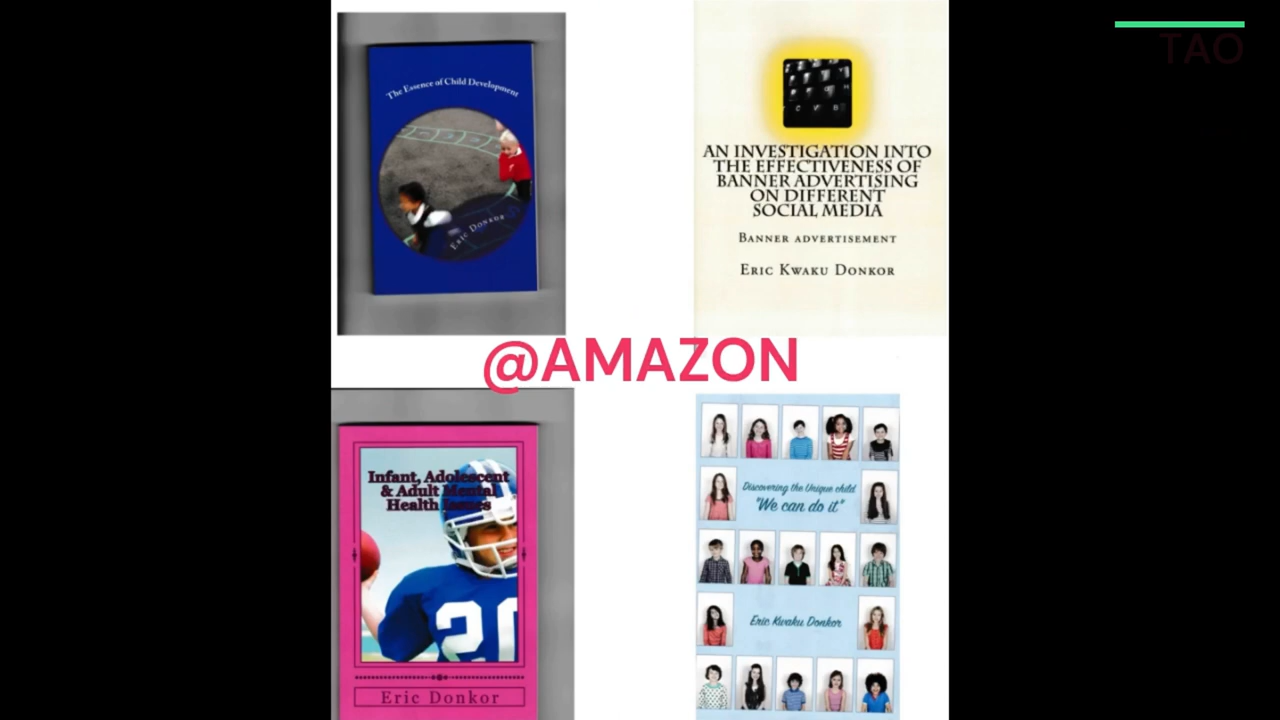 TAO
The Essence of Child Development
Eric Donkor
AN INVESTIGATION INTO
THE EFFECTIVENESS OF
BANNER ADVERTISING
ON DIFFERENT
SOCIAL MEDIA
BANNER ADVERTISEMENT
ERIC KWAKU DONKOR
@AMAZON
Infant, Adolescent
& Adult Mental
Health Issues
20
Eric Donkor
Discovering the Unique child
"We can do it"
Eric Kwaku Donkor